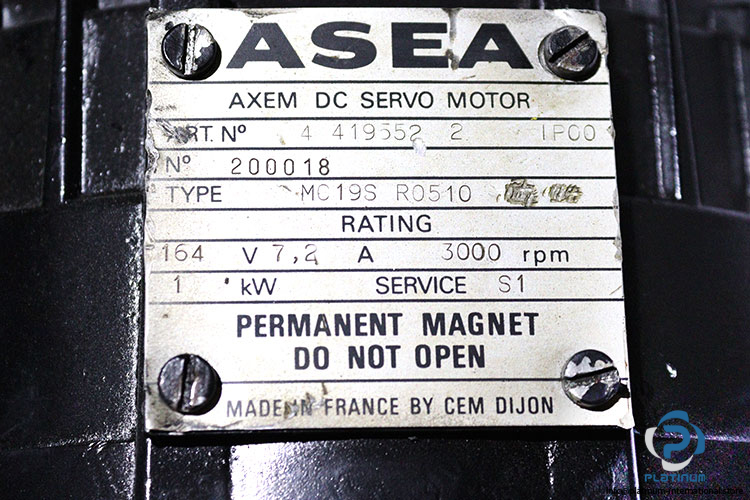 ASEA
AXEM DC SERVO MOTOR
ART. Nº 4 419552 2 IP00
Nº 200018
TYPE MC19S R0510
RATING
164 V 7,2 A 3000 rpm
1 kW SERVICE S1
PERMANENT MAGNET
DO NOT OPEN
MADE IN FRANCE BY CEM DIJON
PLATINUM